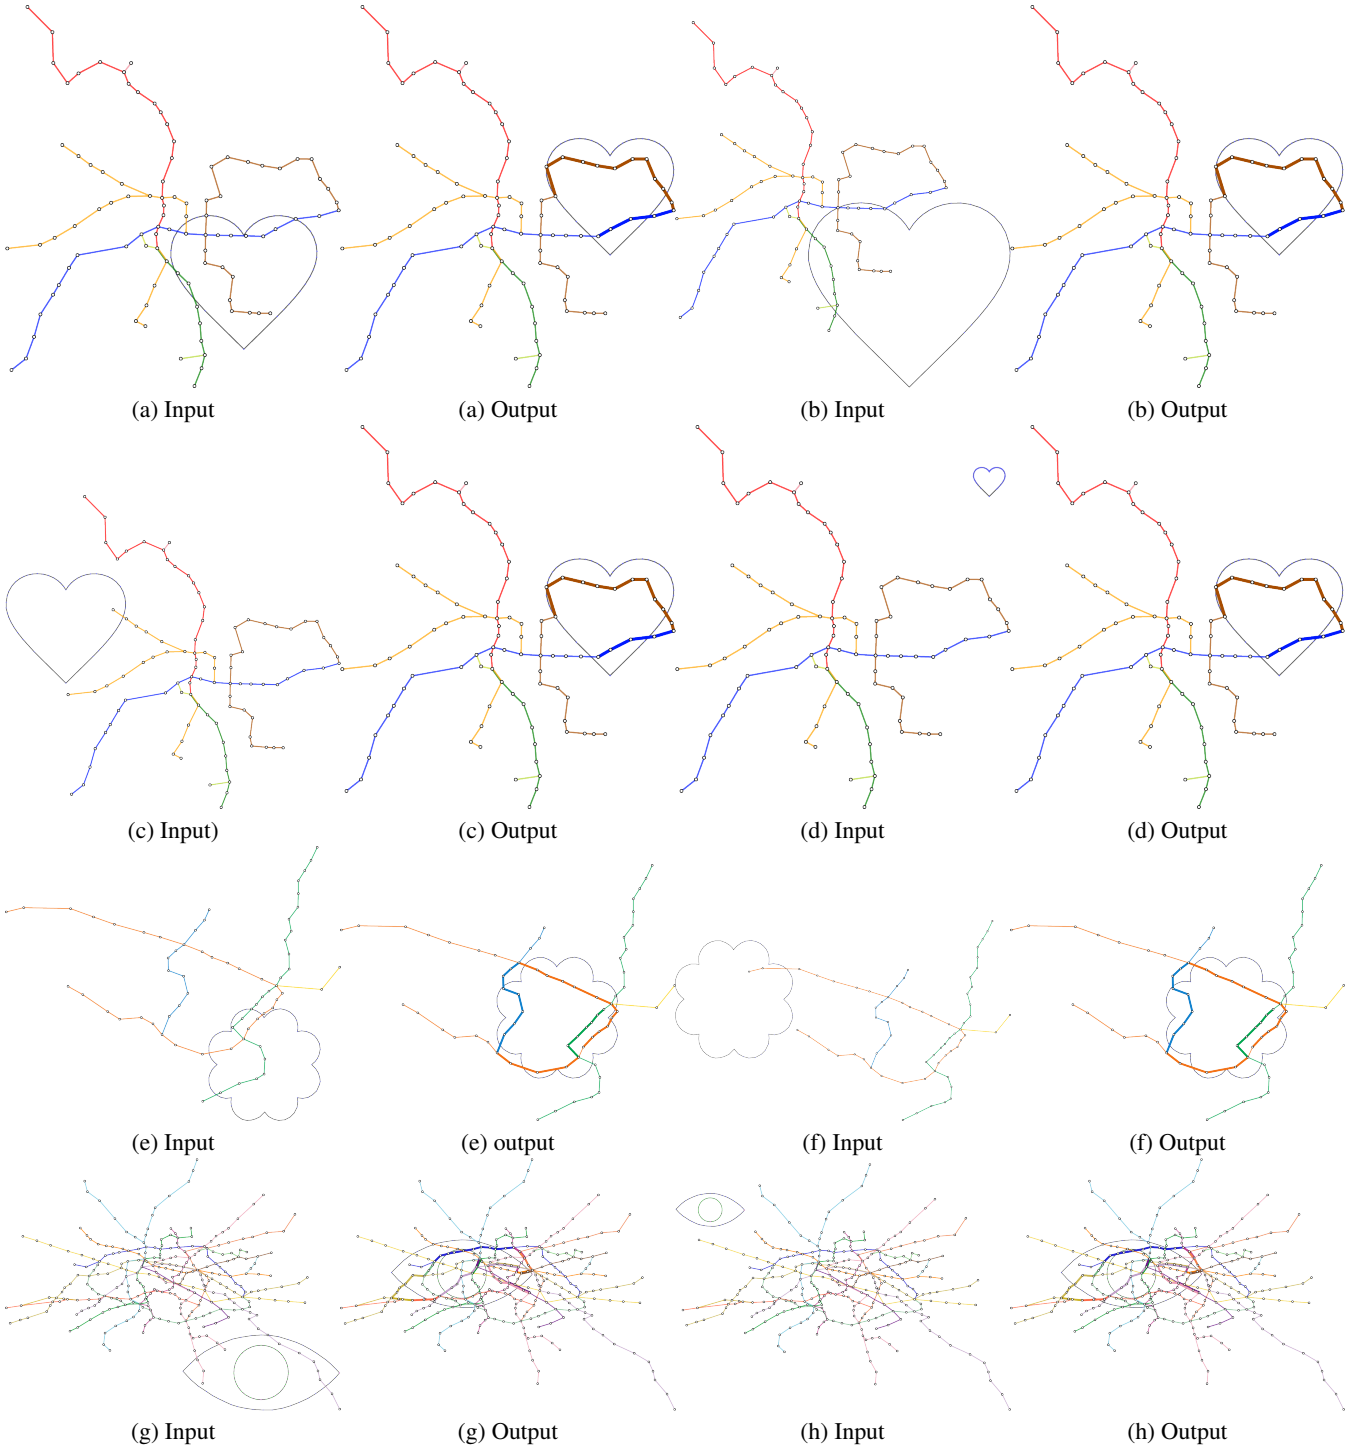 (a) Input (a) Output (b) Input (b) Output
(c) Input) (c) Output (d) Input (d) Output
(e) Input (e) output (f) Input (f) Output
(g) Input (g) Output (h) Input (h) Output